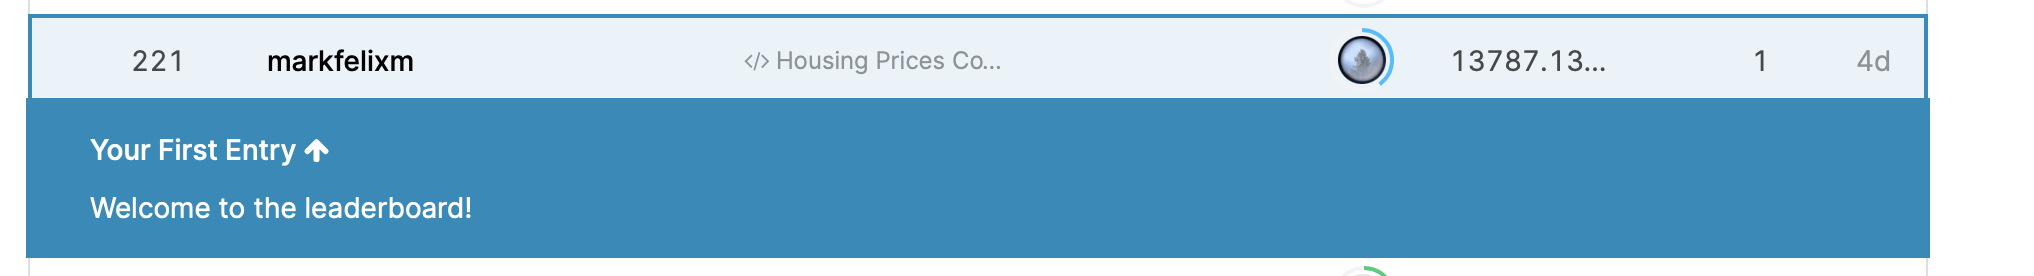 221 markfelixm </> Housing Prices Co... 13787.13... 1 4d
Your First Entry ↑
Welcome to the leaderboard!